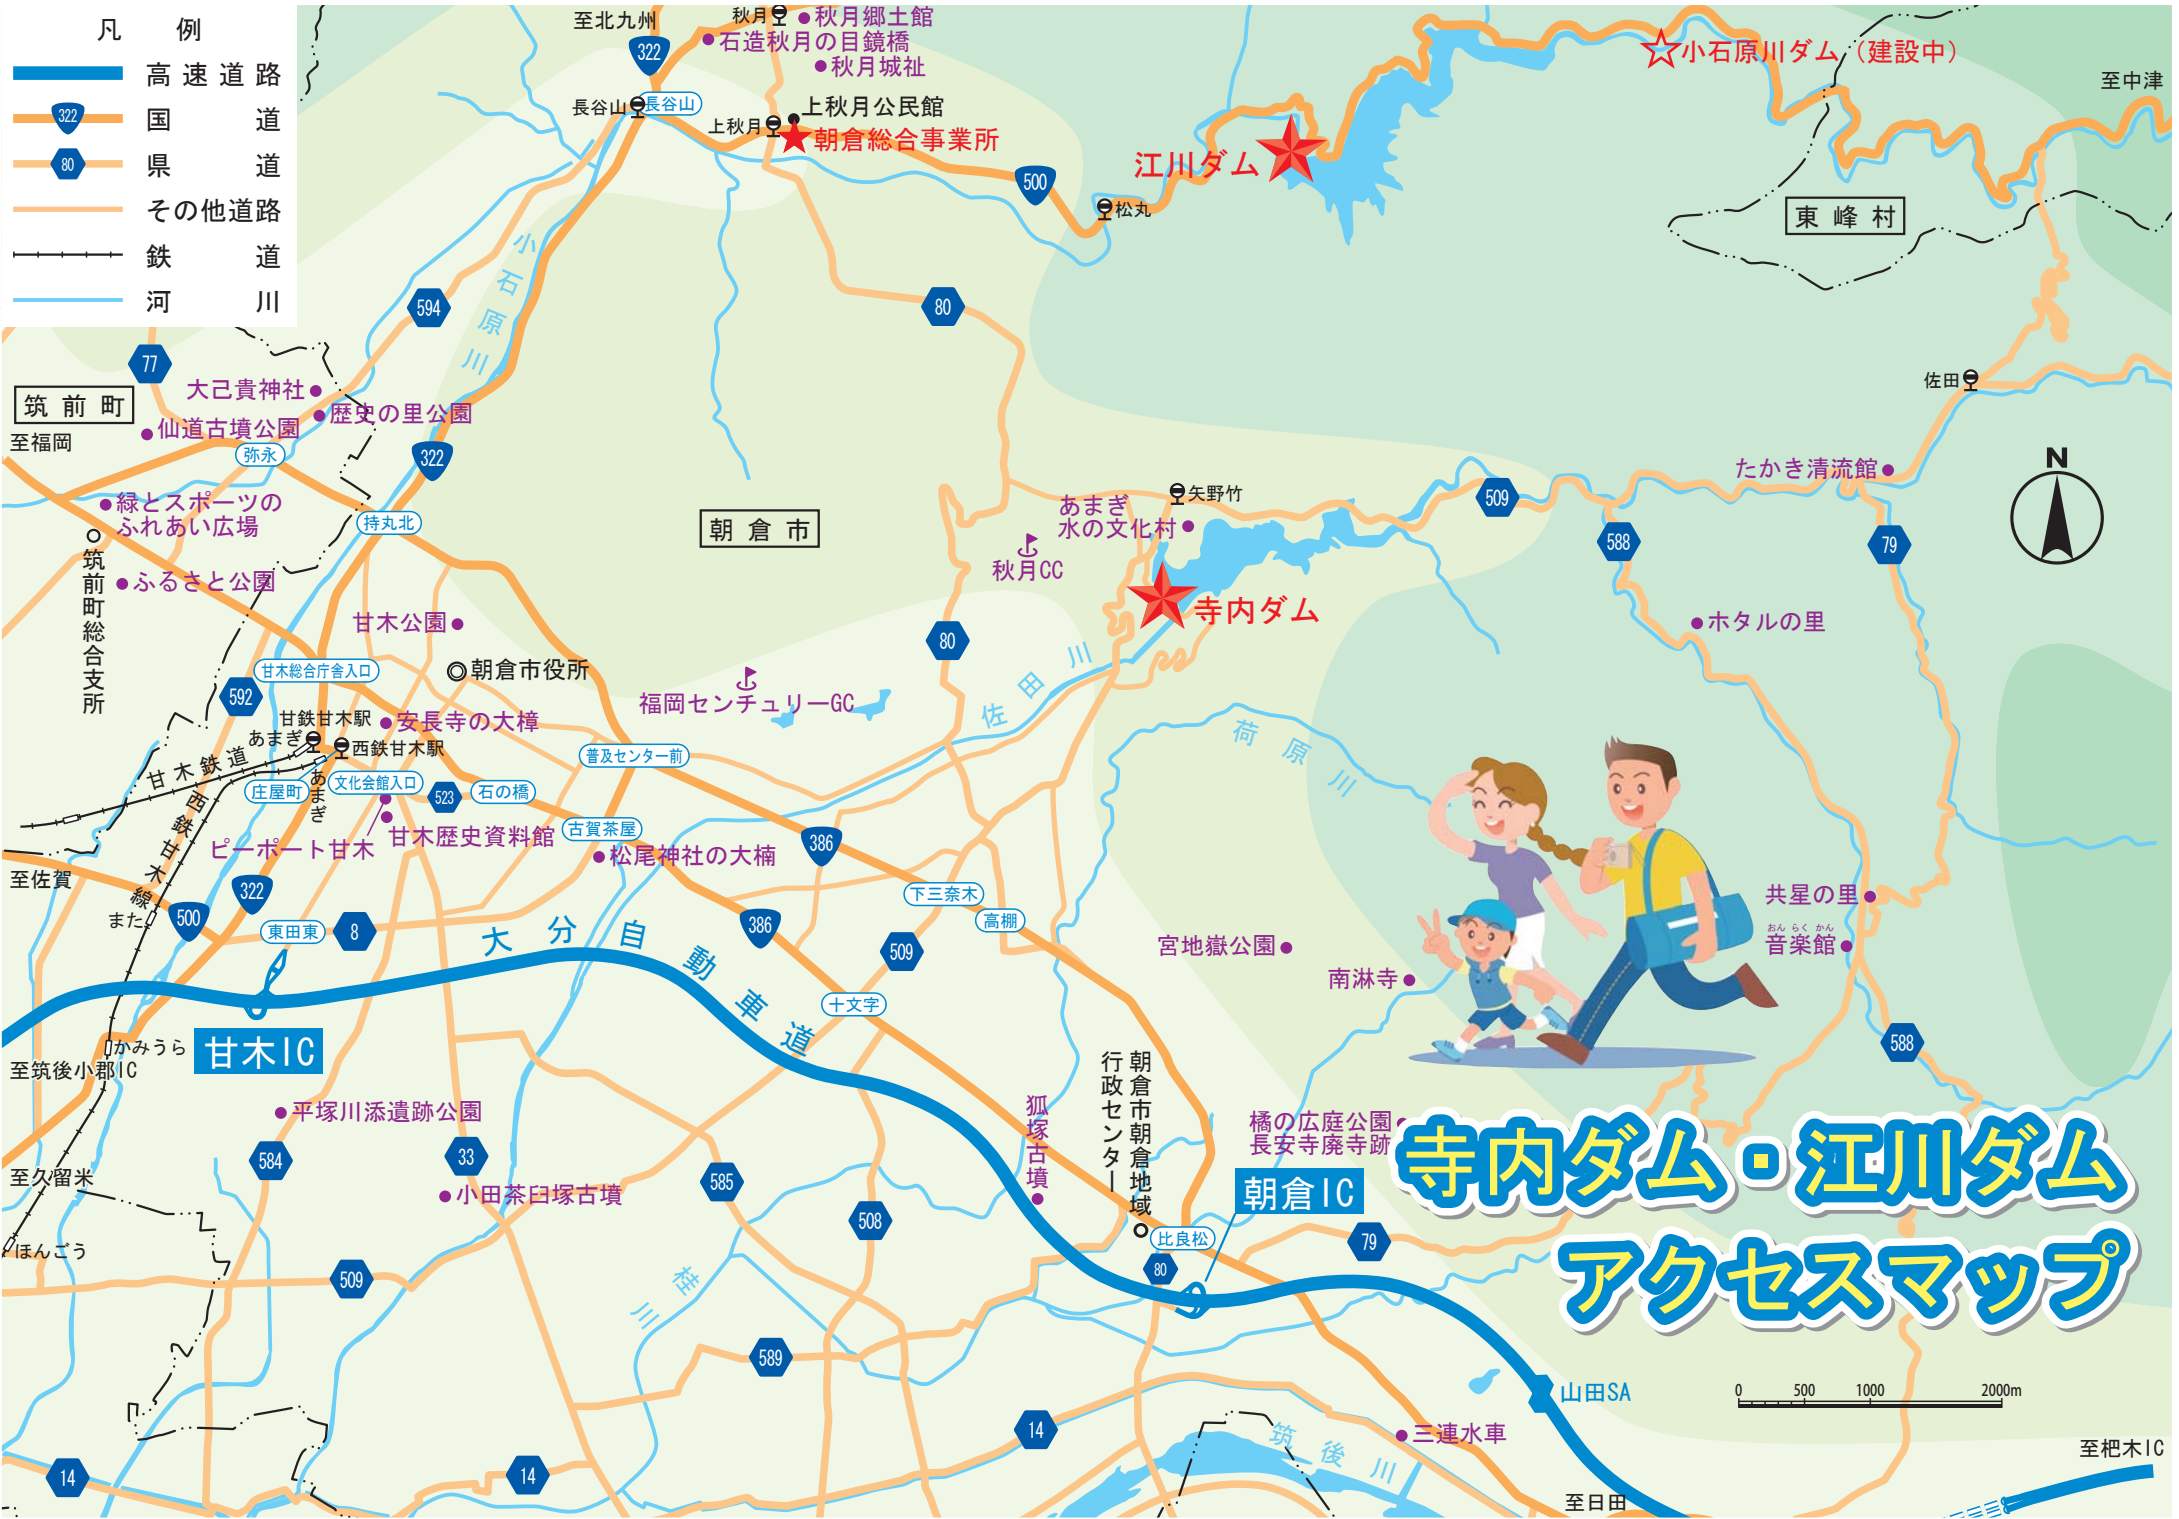 凡　例
高速道路
322
国道
80
県道
その他道路
鉄道
河川
至北九州
322
秋月
秋月郷土館
石造秋月の目鏡橋
秋月城祉
長谷山
長谷山
上秋月
上秋月公民館
朝倉総合事業所
500
松丸
江川ダム
小石原川ダム（建設中）
至中津
東峰村
小石原川
594
80
77
大己貴神社
筑前町
仙道古墳公園
歴史の里公園
至福岡
弥永
322
佐田
たかき清流館
N
緑とスポーツの
ふれあい広場
持丸北
朝倉市
矢野竹
あまぎ
水の文化村
509
588
79
筑前町総合支所
ふるさと公園
秋月CC
寺内ダム
甘木公園
80
ホタルの里
甘木総合庁舎入口
朝倉市役所
592
福岡センチュリーGC
佐田川
荷原川
甘鉄甘木駅
あまぎ
安長寺の大樟
西鉄甘木駅
甘木鉄道
西鉄甘木線
普及センター前
庄屋町
あまぎ
文化会館入口
523
石の橋
古賀茶屋
ピーポート甘木
甘木歴史資料館
松尾神社の大楠
386
至佐賀
322
500
また
東田東
8
大分自動車道
386
509
下三奈木
高棚
共星の里
おんらくかん
音楽館
宮地嶽公園
南淋寺
十文字
甘木IC
かみうら
至筑後小郡IC
588
朝倉市朝倉地域
行政センター
平塚川添遺跡公園
狐塚古墳
橘の広庭公園
長安寺廃寺跡
584
33
585
至久留米
小田茶臼塚古墳
508
朝倉IC
寺内ダム・江川ダム
アクセスマップ
ほんごう
509
比良松
79
80
桂
三
589
山田SA
0 500 1000 2000m
14
三連水車
筑後川
至杷木IC
14
14
至日田